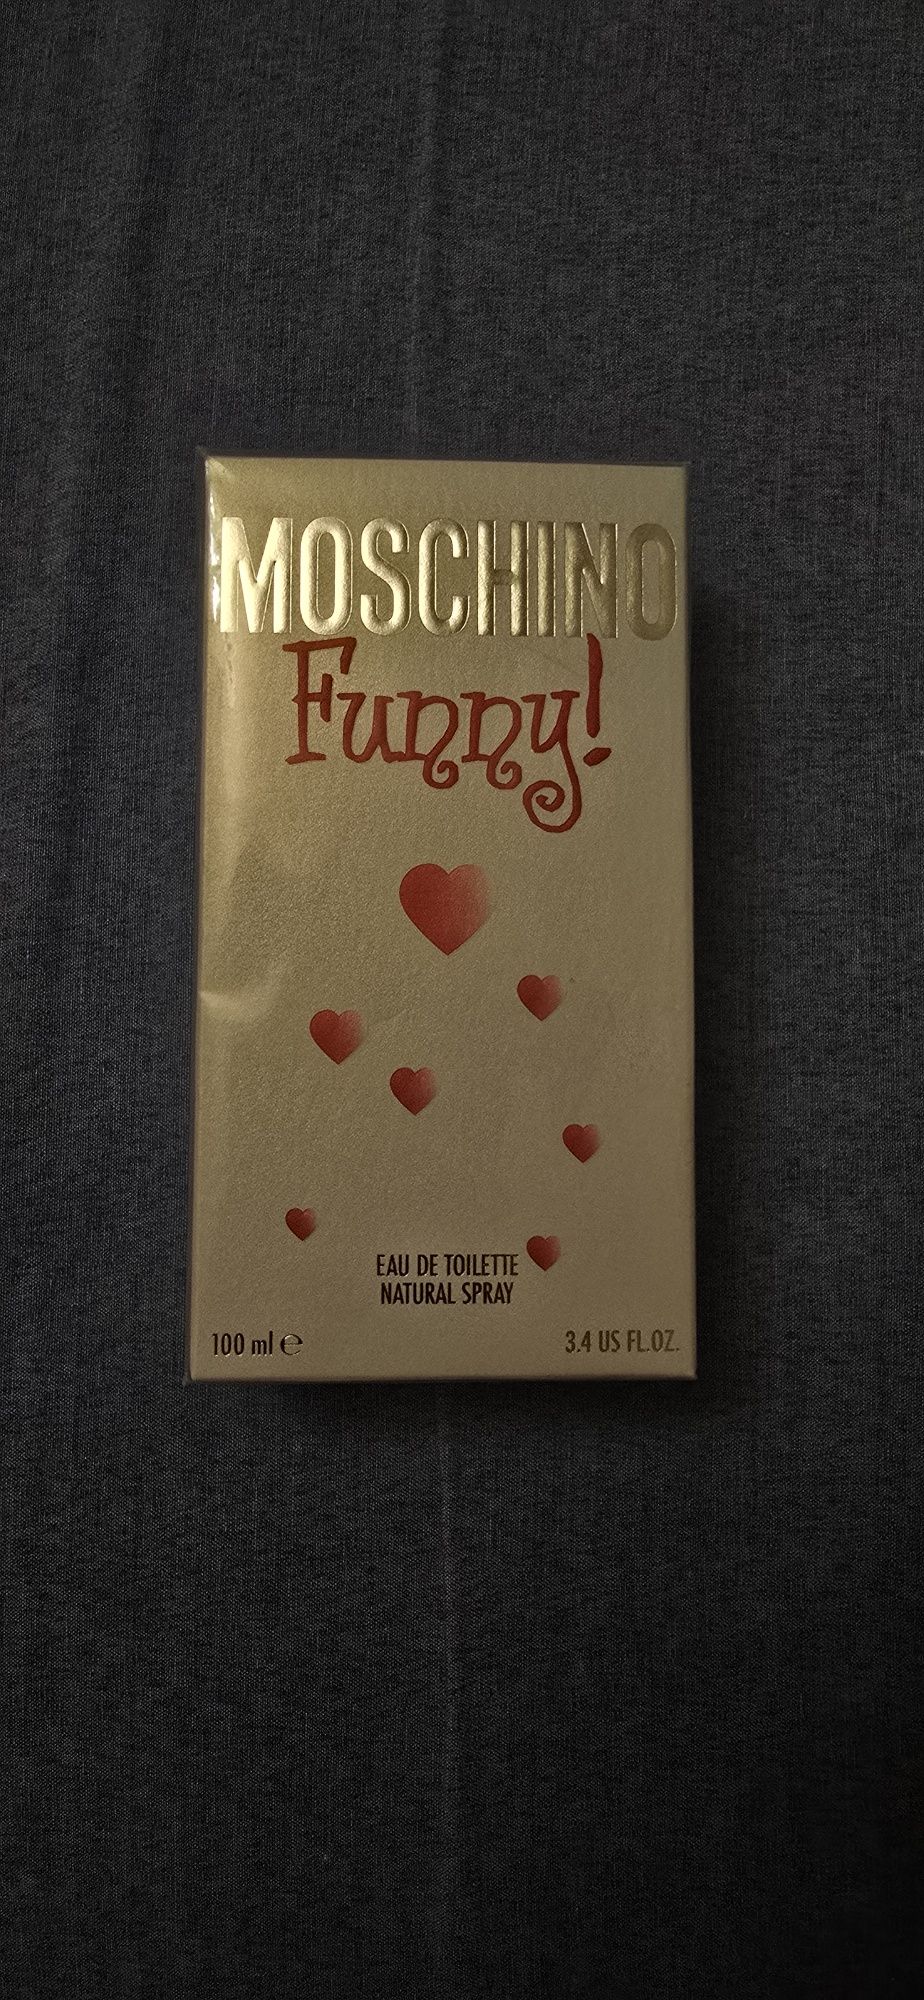 MOSCHINO
Funny!
EAU DE TOILETTE
NATURAL SPRAY
100 ml ℮
3.4 US FL.OZ.